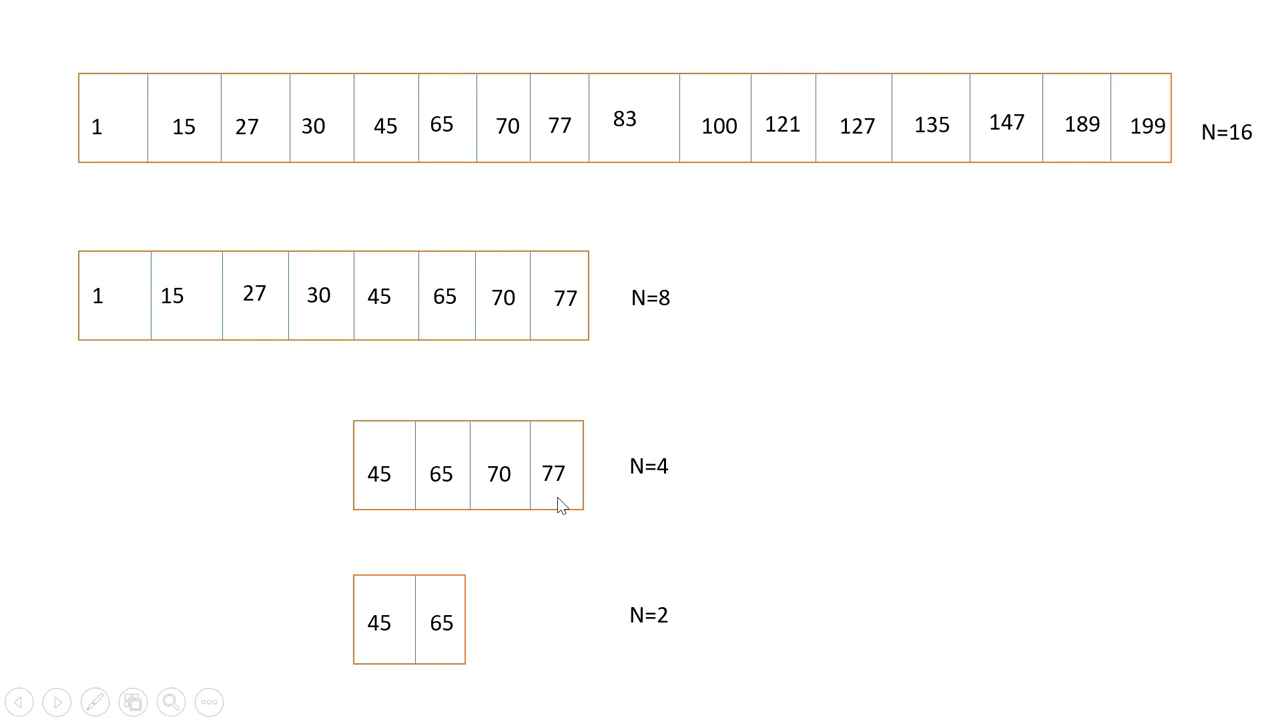 1 15 27 30 45 65 70 77 83 100 121 127 135 147 189 199 N=16
1 15 27 30 45 65 70 77 N=8
45 65 70 77 N=4
45 65 N=2